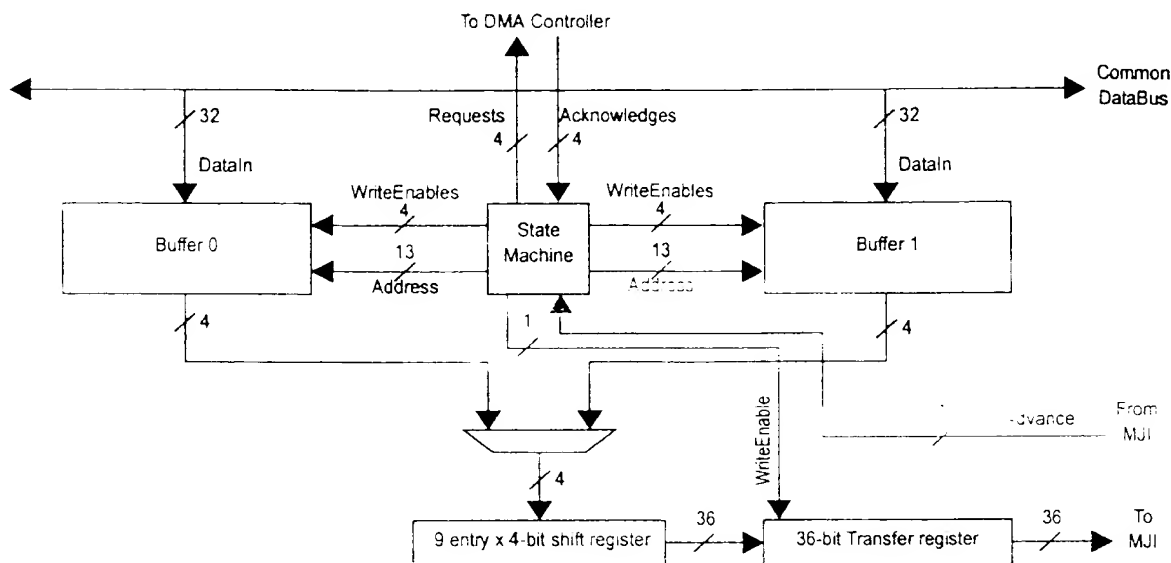 To DMA Controller
Common
DataBus
32
Requests
4
Acknowledges
4
32
DataIn
DataIn
WriteEnables
4
WriteEnables
4
Buffer 0
State
Machine
Buffer 1
13
Address
13
Address
4
1
4
WriteEnable
From
MJI
4
9 entry x 4-bit shift register
36
36-bit Transfer register
36
To
MJI